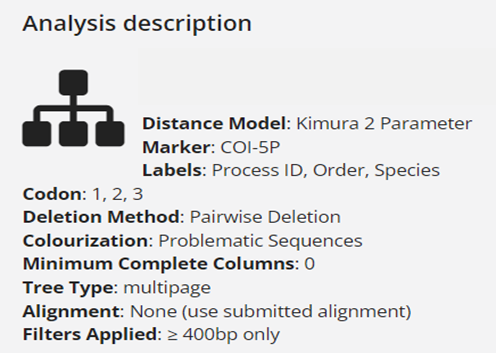 Analysis description
Distance Model: Kimura 2 Parameter
Marker: COI-5P
Labels: Process ID, Order, Species
Codon: 1, 2, 3
Deletion Method: Pairwise Deletion
Colourization: Problematic Sequences
Minimum Complete Columns: 0
Tree Type: multipage
Alignment: None (use submitted alignment)
Filters Applied: ≥ 400bp only